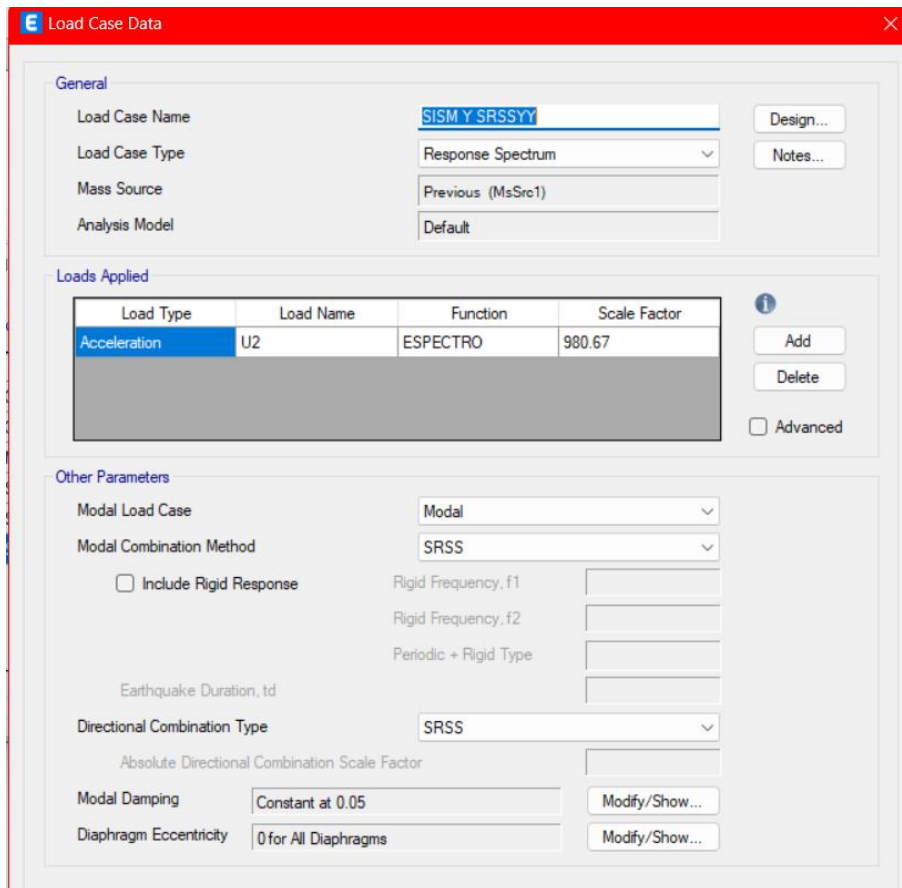 E Load Case Data
General
Load Case Name SISM Y SRSSYY Design...
Load Case Type Response Spectrum Notes...
Mass Source Previous (MsSrc1)
Analysis Model Default
Loads Applied
Load Type Load Name Function Scale Factor
Acceleration U2 ESPECTRO 980.67 Add
Delete
Advanced
Other Parameters
Modal Load Case Modal
Modal Combination Method SRSS
Include Rigid Response Rigid Frequency, f1
Rigid Frequency, f2
Periodic + Rigid Type
Earthquake Duration, td
Directional Combination Type SRSS
Absolute Directional Combination Scale Factor
Modal Damping Constant at 0.05 Modify/Show...
Diaphragm Eccentricity 0 for All Diaphragms Modify/Show...